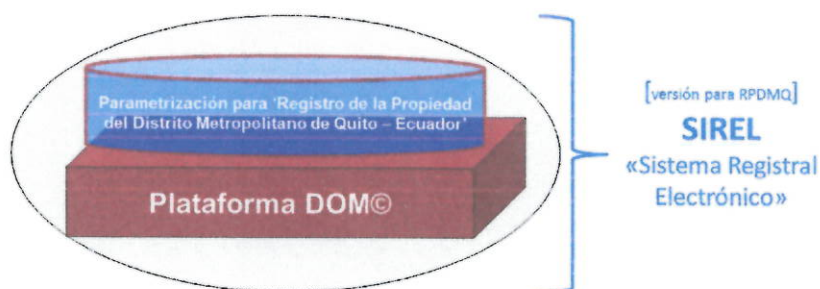 Parametrización para 'Registro de la Propiedad
del Distrito Metropolitano de Quito – Ecuador'
Plataforma DOM©
[versión para RPDMQ]
SIREL
«Sistema Registral
Electrónico»